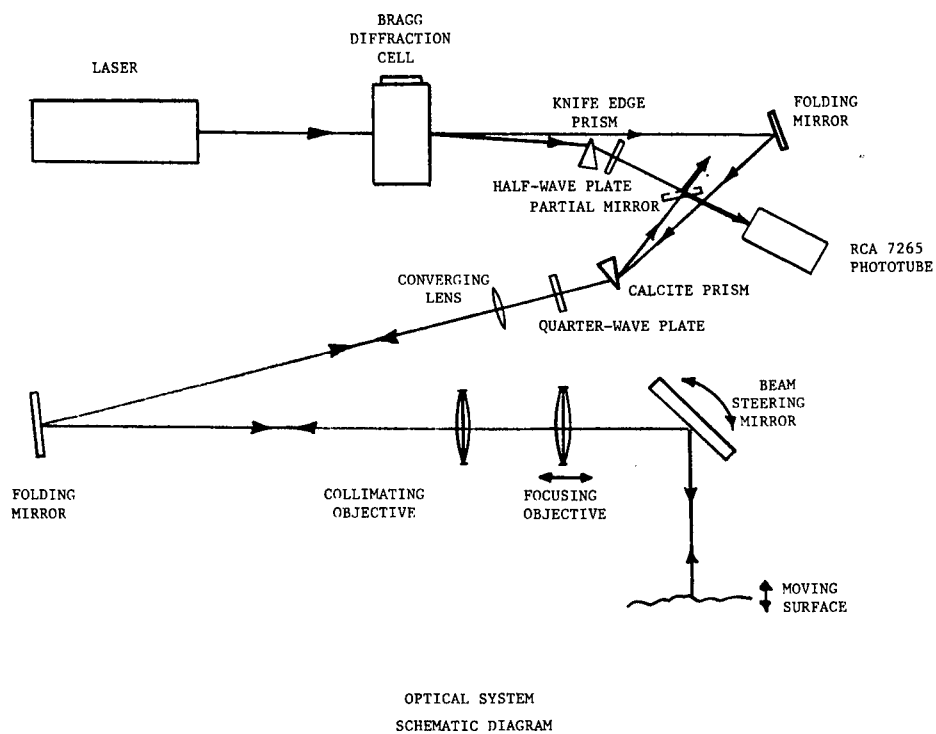 BRAGG
DIFFRACTION
CELL
LASER
KNIFE EDGE
PRISM
FOLDING
MIRROR
HALF-WAVE PLATE
PARTIAL MIRROR
RCA 7265
PHOTOTUBE
CONVERGING
LENS
CALCITE PRISM
QUARTER-WAVE PLATE
BEAM
STEERING
MIRROR
FOLDING
MIRROR
COLLIMATING
OBJECTIVE
FOCUSING
OBJECTIVE
MOVING
SURFACE
OPTICAL SYSTEM
SCHEMATIC DIAGRAM